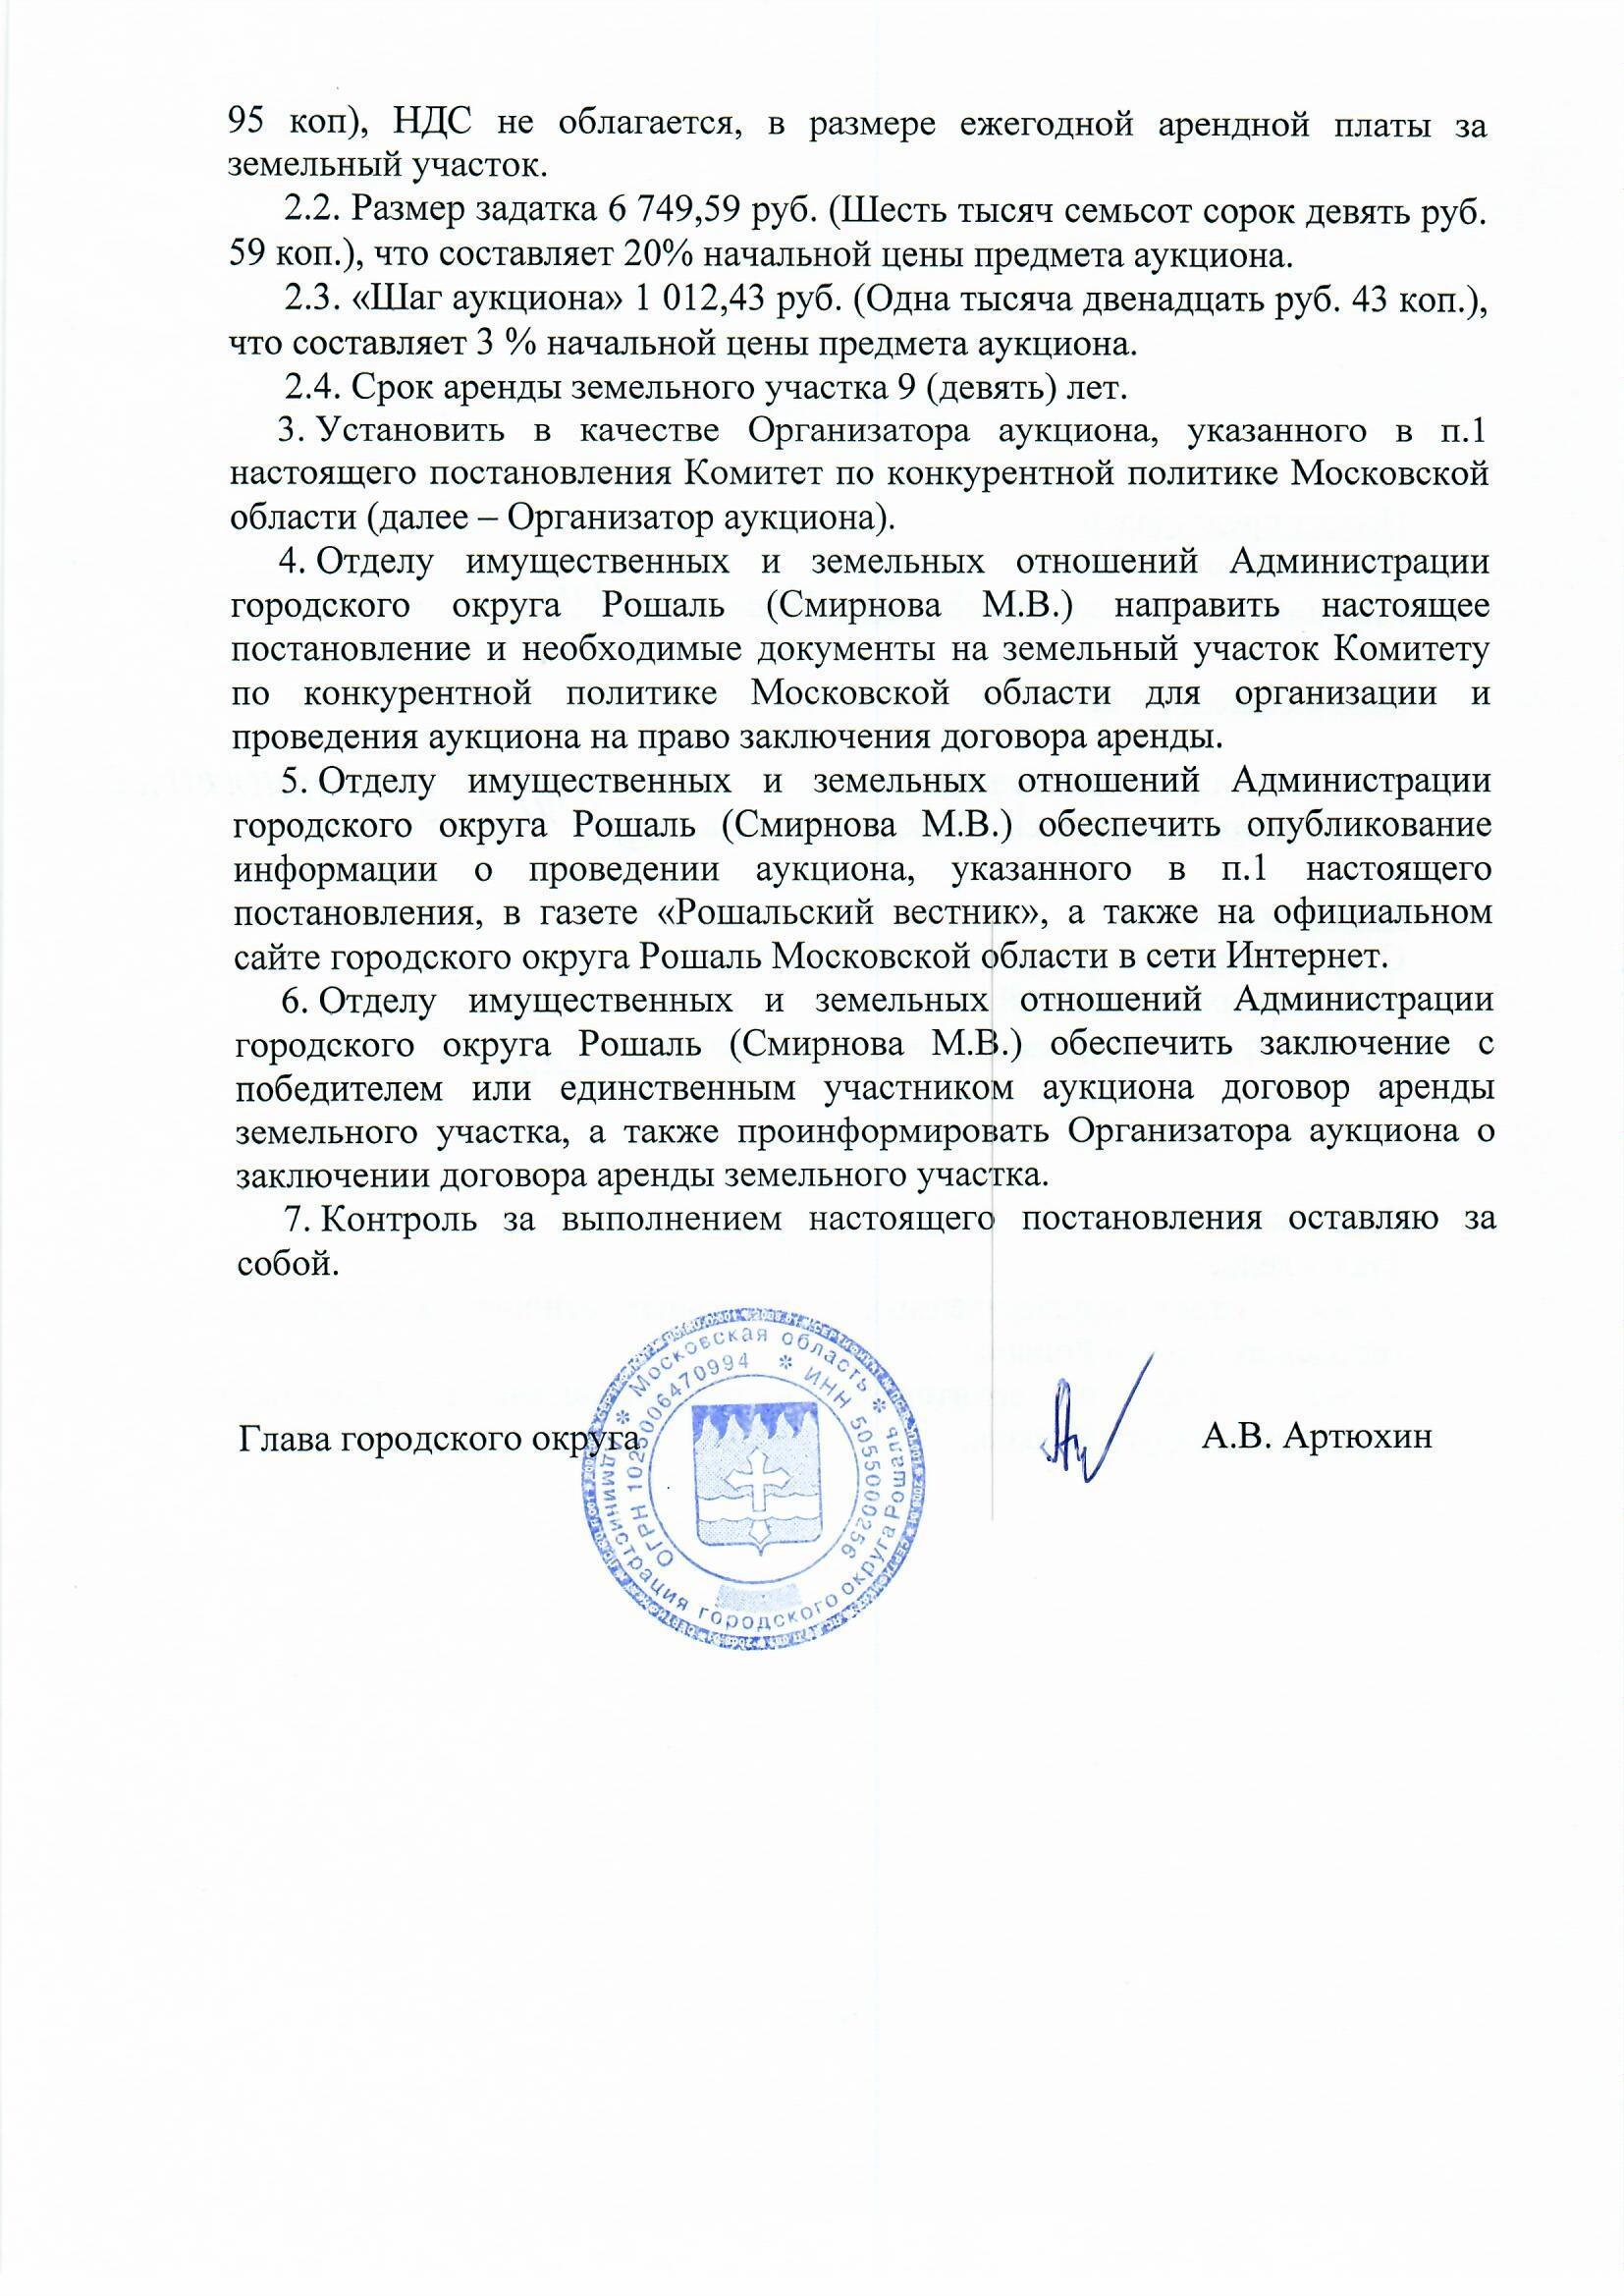 95 коп), НДС не облагается, в размере ежегодной арендной платы за
земельный участок.
2.2. Размер задатка 6 749,59 руб. (Шесть тысяч семьсот сорок девять руб.
59 коп.), что составляет 20% начальной цены предмета аукциона.
2.3. «Шаг аукциона» 1 012,43 руб. (Одна тысяча двенадцать руб. 43 коп.),
что составляет 3 % начальной цены предмета аукциона.
2.4. Срок аренды земельного участка 9 (девять) лет.
3. Установить в качестве Организатора аукциона, указанного в п.1
настоящего постановления Комитет по конкурентной политике Московской
области (далее – Организатор аукциона).
4. Отделу имущественных и земельных отношений Администрации
городского округа Рошаль (Смирнова М.В.) направить настоящее
постановление и необходимые документы на земельный участок Комитету
по конкурентной политике Московской области для организации и
проведения аукциона на право заключения договора аренды.
5. Отделу имущественных и земельных отношений Администрации
городского округа Рошаль (Смирнова М.В.) обеспечить опубликование
информации о проведении аукциона, указанного в п.1 настоящего
постановления, в газете «Рошальский вестник», а также на официальном
сайте городского округа Рошаль Московской области в сети Интернет.
6. Отделу имущественных и земельных отношений Администрации
городского округа Рошаль (Смирнова М.В.) обеспечить заключение с
победителем или единственным участником аукциона договор аренды
земельного участка, а также проинформировать Организатора аукциона о
заключении договора аренды земельного участка.
7. Контроль за выполнением настоящего постановления оставляю за
собой.
Глава городского округа
А.В. Артюхин
* Московская область *
Администрация городского округа Рошаль
ОГРН 1025006470994 * ИНН 5055000256